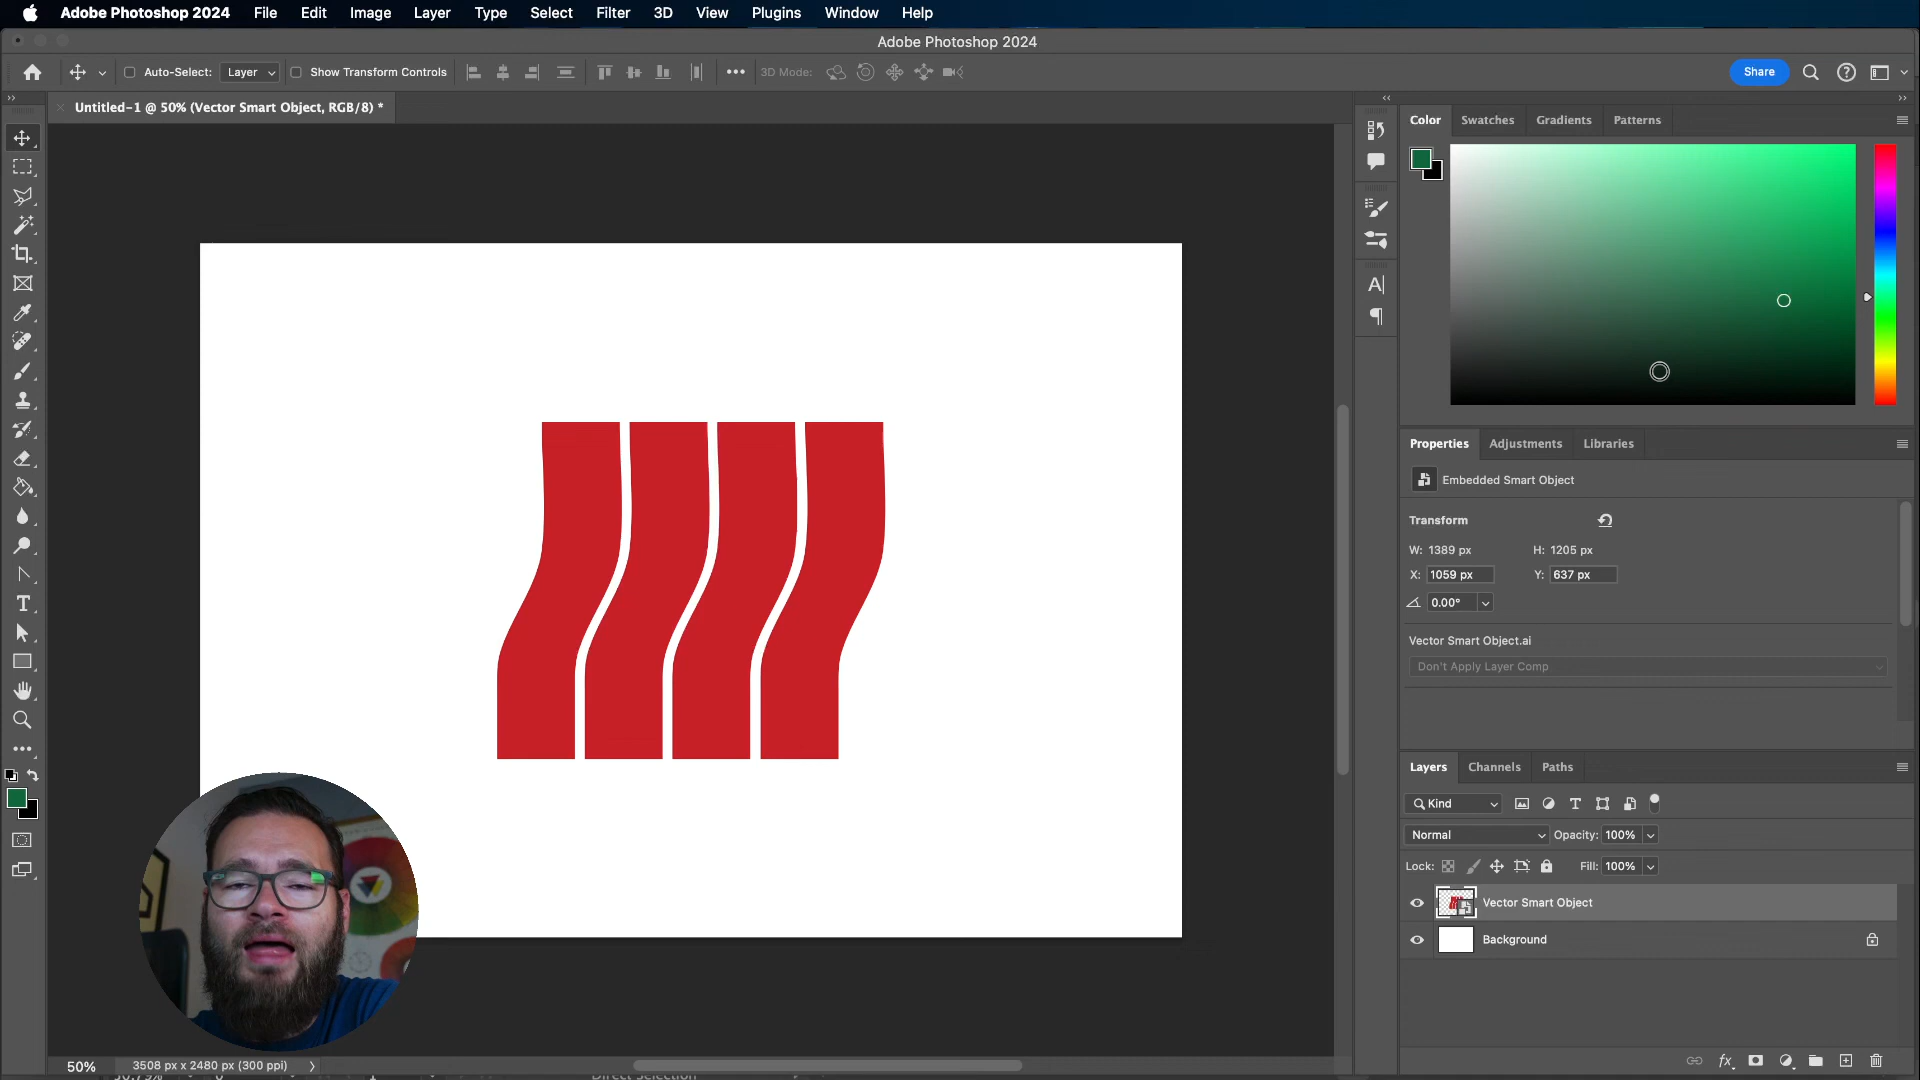 Adobe Photoshop 2024 File Edit Image Layer Type Select Filter 3D View Plugins Window Help
Adobe Photoshop 2024
Auto-Select: Layer Show Transform Controls 3D Mode: Share
Untitled-1 @ 50% (Vector Smart Object, RGB/8) *
Color Swatches Gradients Patterns
Properties Adjustments Libraries
Embedded Smart Object
Transform
W: 1389 px H: 1205 px
X: 1059 px Y: 637 px
0.00°
Vector Smart Object.ai
Don't Apply Layer Comp
Layers Channels Paths
Kind
Normal Opacity: 100%
Lock: Fill: 100%
Vector Smart Object
Background
50% 3508 px x 2480 px (300 ppi)
Direct Selection